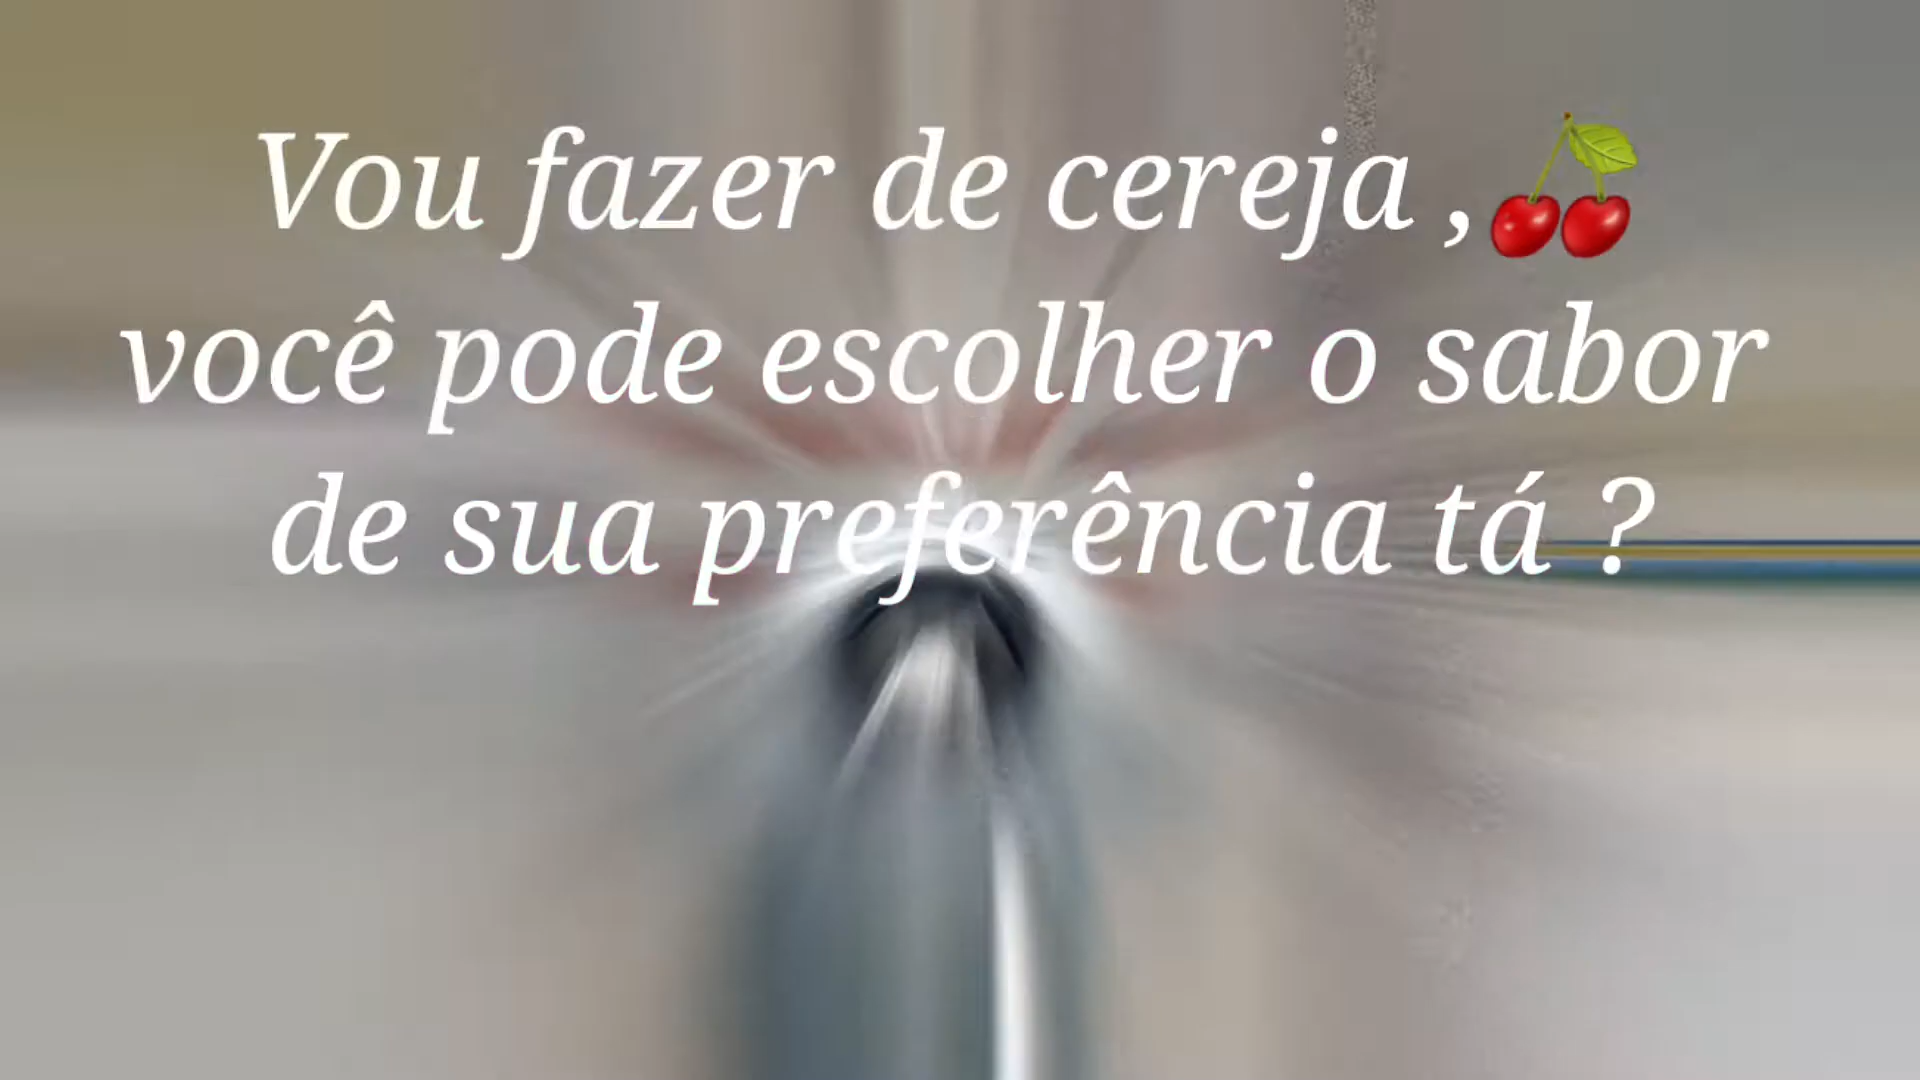 Vou fazer de cereja ,🍒
você pode escolher o sabor
de sua preferência tá ?